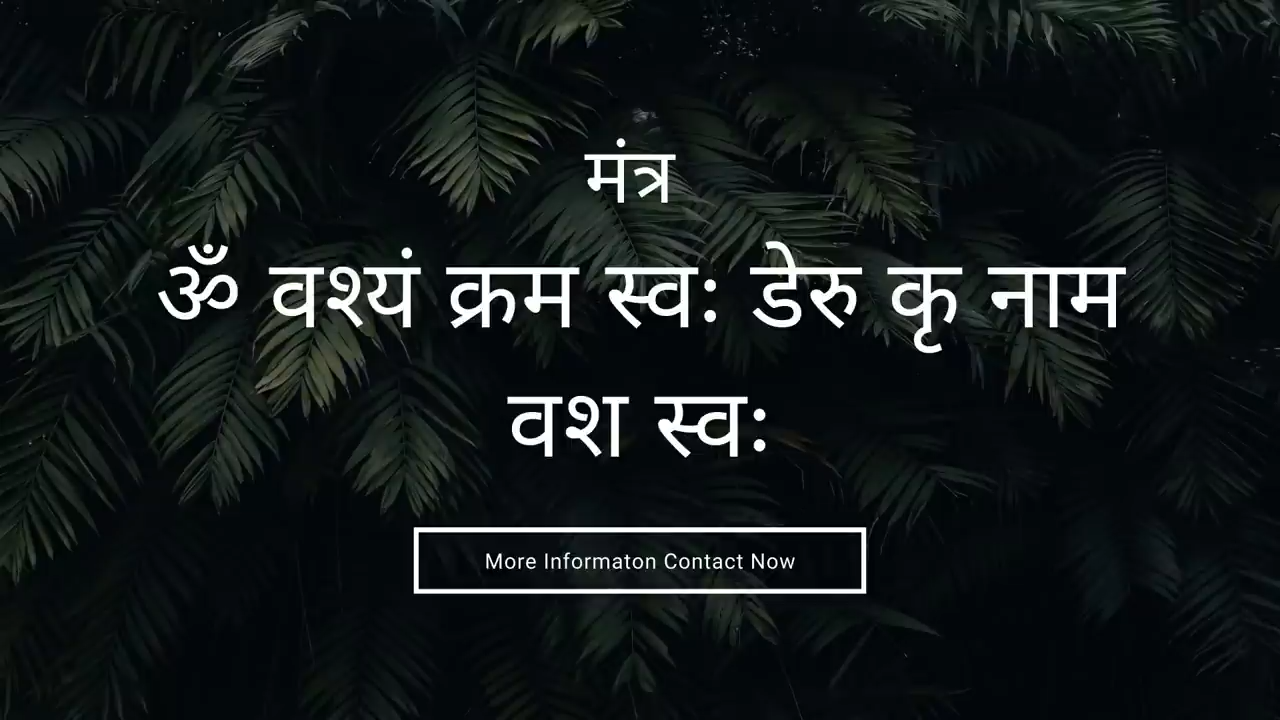 मंत्र
ॐ वश्यं क्रम स्वः डेरु कृ नाम
वश स्वः
More Informaton Contact Now